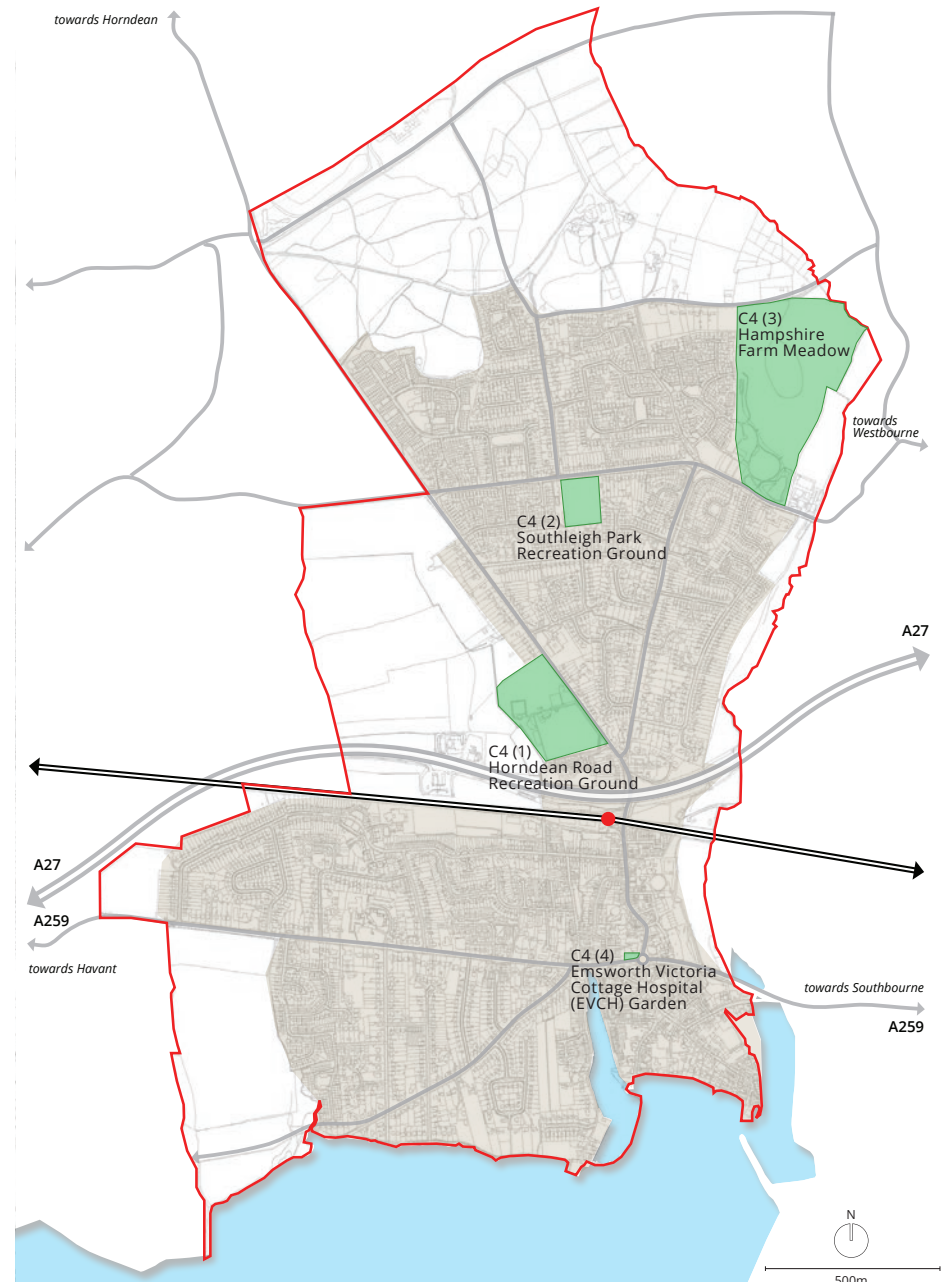 towards Horndean
C4 (3)
Hampshire
Farm Meadow
towards
Westbourne
C4 (2)
Southleigh Park
Recreation Ground
A27
C4 (1)
Horndean Road
Recreation Ground
A27
A259
towards Havant
C4 (4)
Emsworth Victoria
Cottage Hospital
(EVCH) Garden
towards Southbourne
A259
N
500m